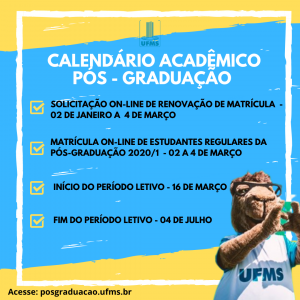 UFMS
CALENDÁRIO ACADÊMICO
PÓS - GRADUAÇÃO
SOLICITAÇÃO ON-LINE DE RENOVAÇÃO DE MATRÍCULA -
02 DE JANEIRO A 4 DE MARÇO
MATRÍCULA ON-LINE DE ESTUDANTES REGULARES DA
PÓS-GRADUAÇÃO 2020/1 - 02 A 4 DE MARÇO
INÍCIO DO PERÍODO LETIVO - 16 DE MARÇO
FIM DO PERÍODO LETIVO - 04 DE JULHO
UFMS
Acesse: posgraduacao.ufms.br